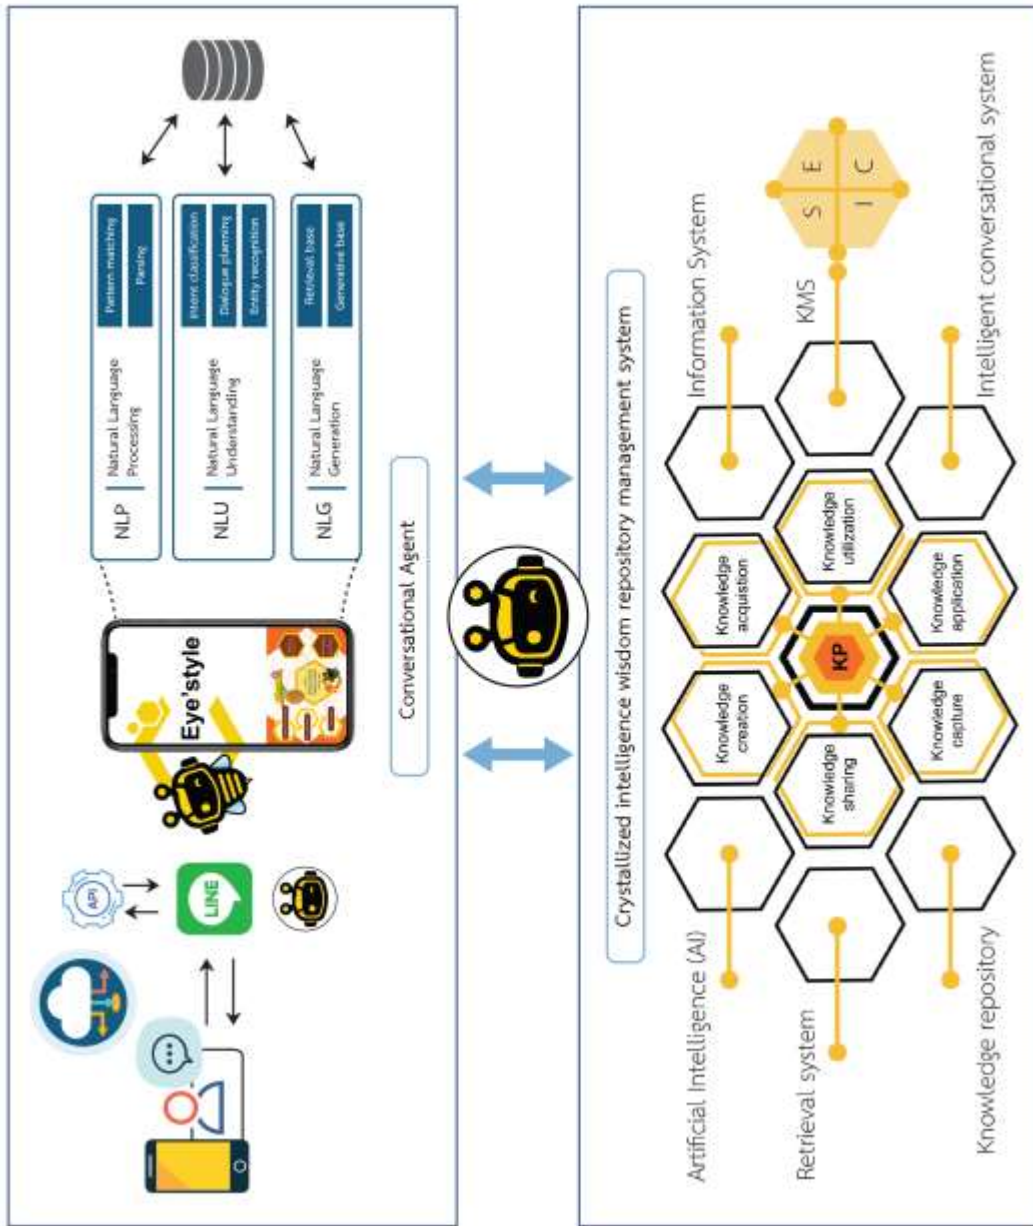 API
LINE
Eye'style
NLP
Natural Language
Processing
Pattern matching
Parsing
NLU
Natural Language
Understanding
Intent classification
Dialogue planning
Entity recognition
NLG
Natural Language
Generation
Retrieval base
Generative base
Conversational Agent
Crystallized intelligence wisdom repository management system
Artificial Intelligence (AI)
Information System
Retrieval system
KMS
Knowledge repository
Intelligent conversational system
Knowledge
creation
Knowledge
acquistion
Knowledge
sharing
KP
Knowledge
utilization
Knowledge
capture
Knowledge
application
S E
I C